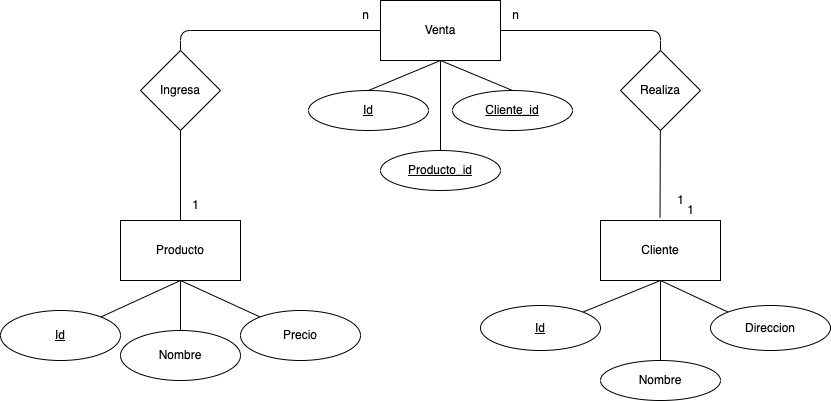 n
Venta
n
Ingresa
Realiza
Id
Cliente_id
Producto_id
1
1
1
Producto
Cliente
Id
Nombre
Precio
Id
Nombre
Direccion